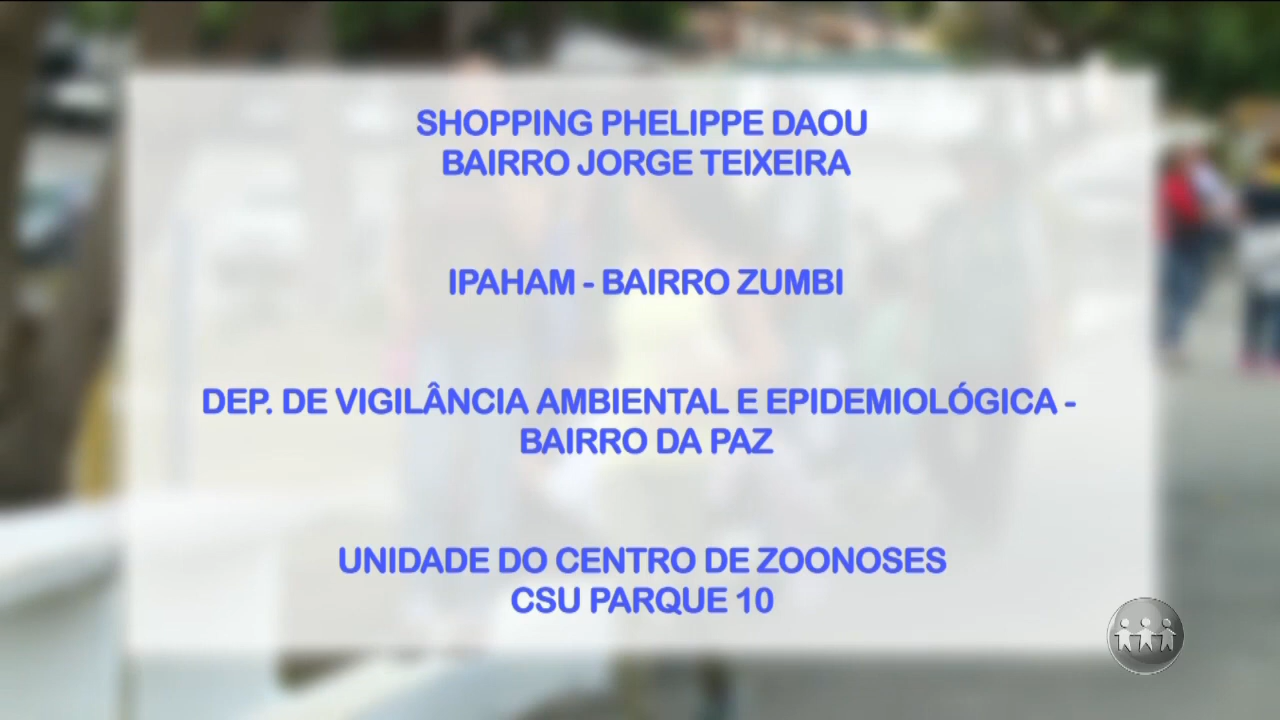 SHOPPING PHELIPPE DAOU
BAIRRO JORGE TEIXEIRA
IPAHAM - BAIRRO ZUMBI
DEP. DE VIGILÂNCIA AMBIENTAL E EPIDEMIOLÓGICA -
BAIRRO DA PAZ
UNIDADE DO CENTRO DE ZOONOSES
CSU PARQUE 10